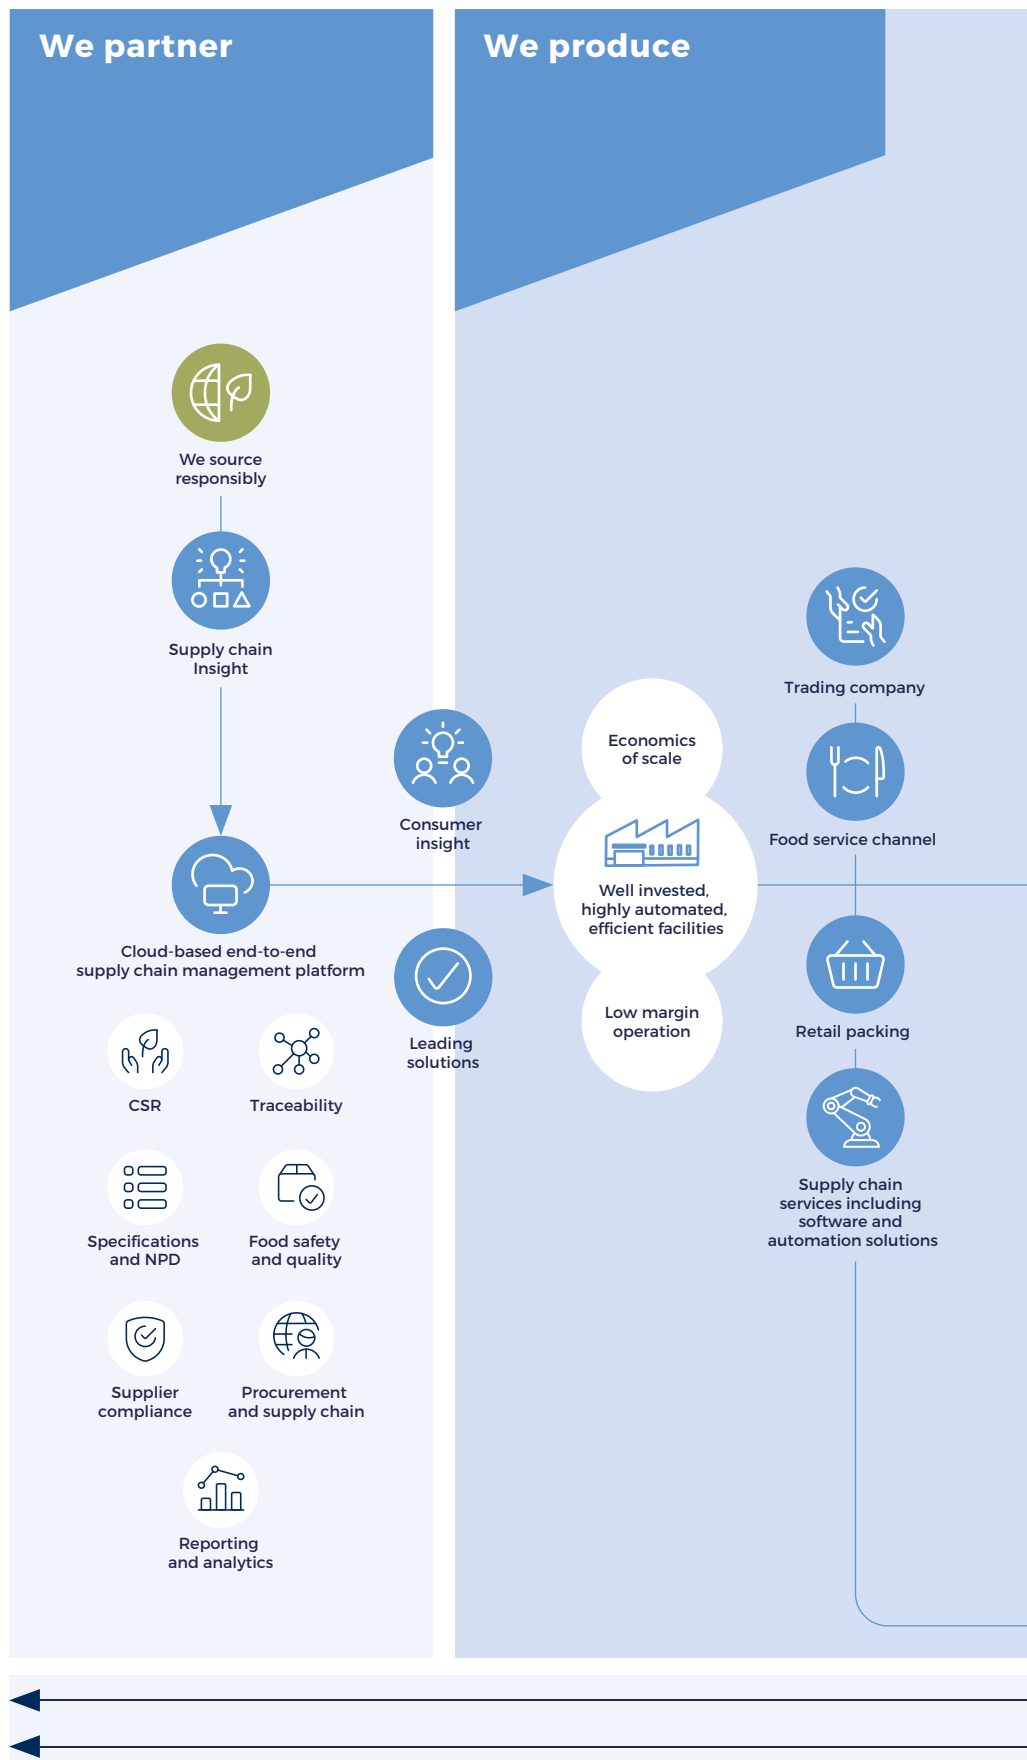 We partner
We source
responsibly
Supply chain
Insight
Cloud-based end-to-end
supply chain management platform
CSR
Traceability
Specifications
and NPD
Food safety
and quality
Supplier
compliance
Procurement
and supply chain
Reporting
and analytics
Consumer
insight
Leading
solutions
We produce
Economics
of scale
Well invested,
highly automated,
efficient facilities
Low margin
operation
Trading company
Food service channel
Retail packing
Supply chain
services including
software and
automation solutions